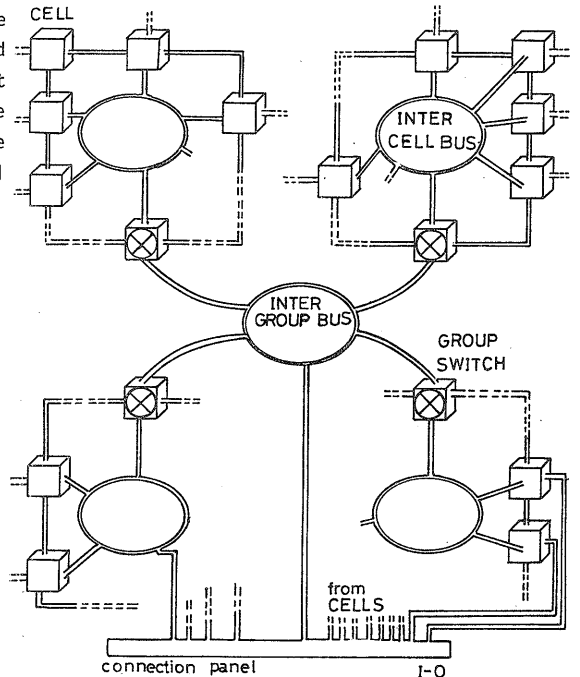 CELL
e
d
t
e
e
l
INTER
CELL BUS
INTER
GROUP BUS
GROUP
SWITCH
from
CELLS
connection panel
I-O